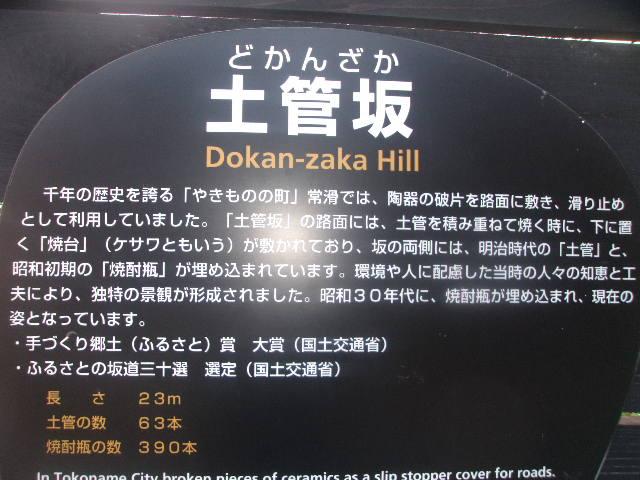 どかんざか
土管坂
Dokan-zaka Hill
千年の歴史を誇る「やきものの町」常滑では、陶器の破片を路面に敷き、滑り止め
として利用していました。「土管坂」の路面には、土管を積み重ねて焼く時に、下に置
く「焼台」（ケサワともいう）が敷かれており、坂の両側には、明治時代の「土管」と、
昭和初期の「焼酎瓶」が埋め込まれています。環境や人に配慮した当時の人々の知恵と工
夫により、独特の景観が形成されました。昭和３０年代に、焼酎瓶が埋め込まれ、現在の
姿となっています。
・手づくり郷土（ふるさと）賞　大賞（国土交通省）
・ふるさとの坂道三十選　選定（国土交通省）
長　さ　２３ｍ
土管の数　６３本
焼酎瓶の数　３９０本
In Tokoname City broken pieces of ceramics as a slip stopper cover for roads.